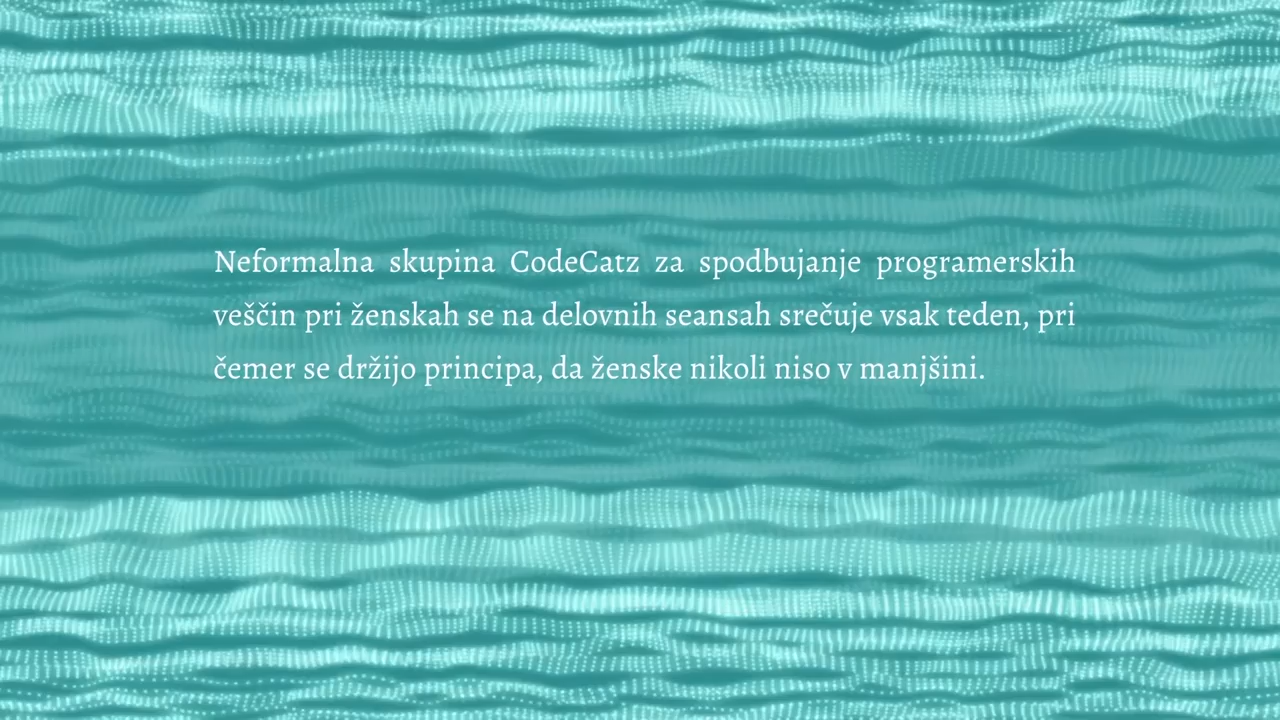 Neformalna skupina CodeCatz za spodbujanje programerskih
veščin pri ženskah se na delovnih seansah srečuje vsak teden, pri
čemer se držijo principa, da ženske nikoli niso v manjšini.